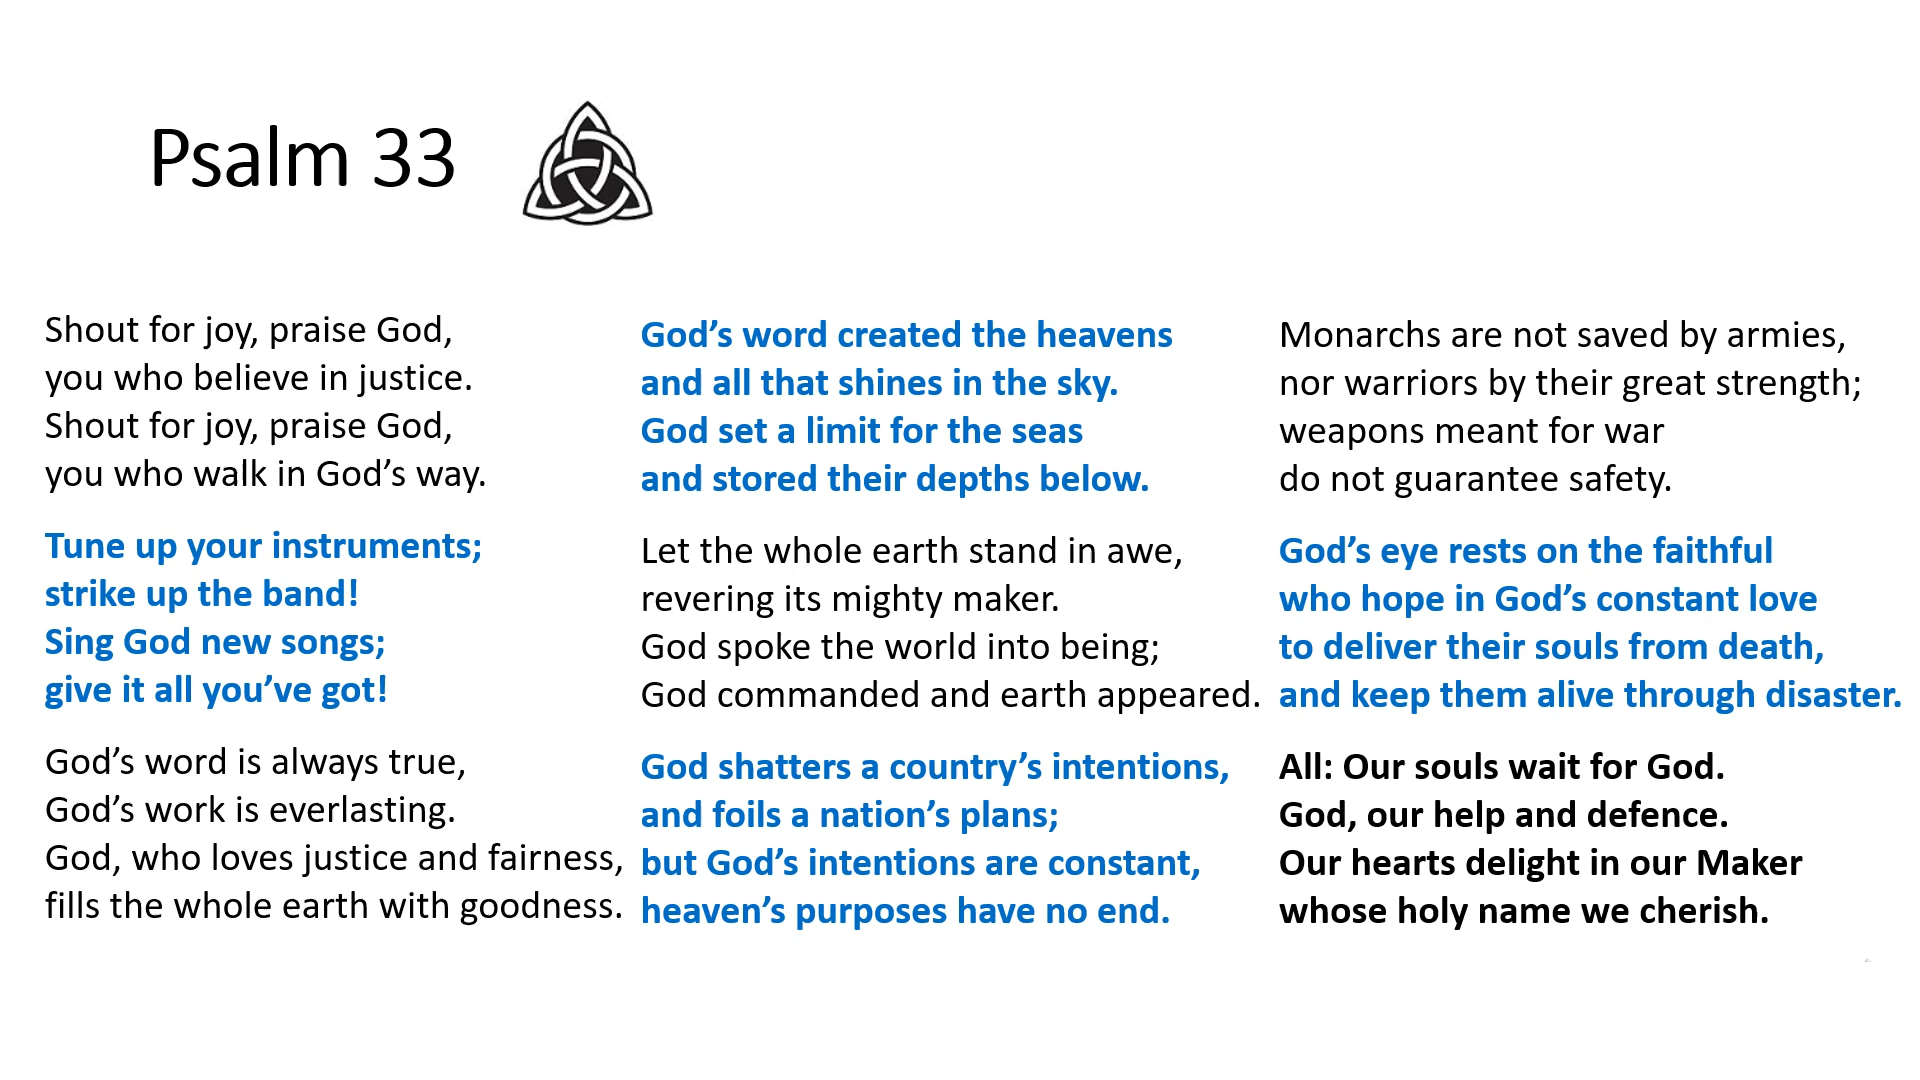 Psalm 33
Shout for joy, praise God,
you who believe in justice.
Shout for joy, praise God,
you who walk in God’s way.
Tune up your instruments;
strike up the band!
Sing God new songs;
give it all you’ve got!
God’s word is always true,
God’s work is everlasting.
God, who loves justice and fairness,
fills the whole earth with goodness.
God’s word created the heavens
and all that shines in the sky.
God set a limit for the seas
and stored their depths below.
Let the whole earth stand in awe,
revering its mighty maker.
God spoke the world into being;
God commanded and earth appeared.
God shatters a country’s intentions,
and foils a nation’s plans;
but God’s intentions are constant,
heaven’s purposes have no end.
Monarchs are not saved by armies,
nor warriors by their great strength;
weapons meant for war
do not guarantee safety.
God’s eye rests on the faithful
who hope in God’s constant love
to deliver their souls from death,
and keep them alive through disaster.
All: Our souls wait for God.
God, our help and defence.
Our hearts delight in our Maker
whose holy name we cherish.